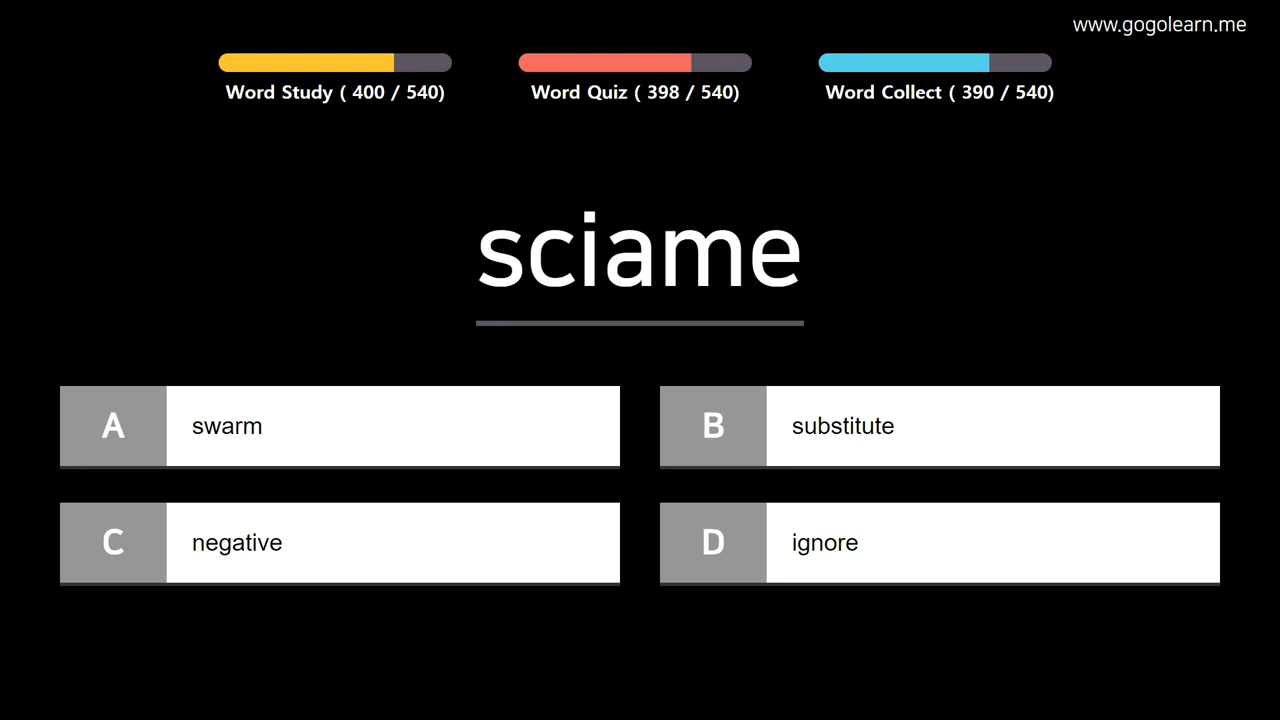 www.gogolearn.me
Word Study ( 400 / 540)
Word Quiz ( 398 / 540)
Word Collect ( 390 / 540)
sciame
A
swarm
B
substitute
C
negative
D
ignore